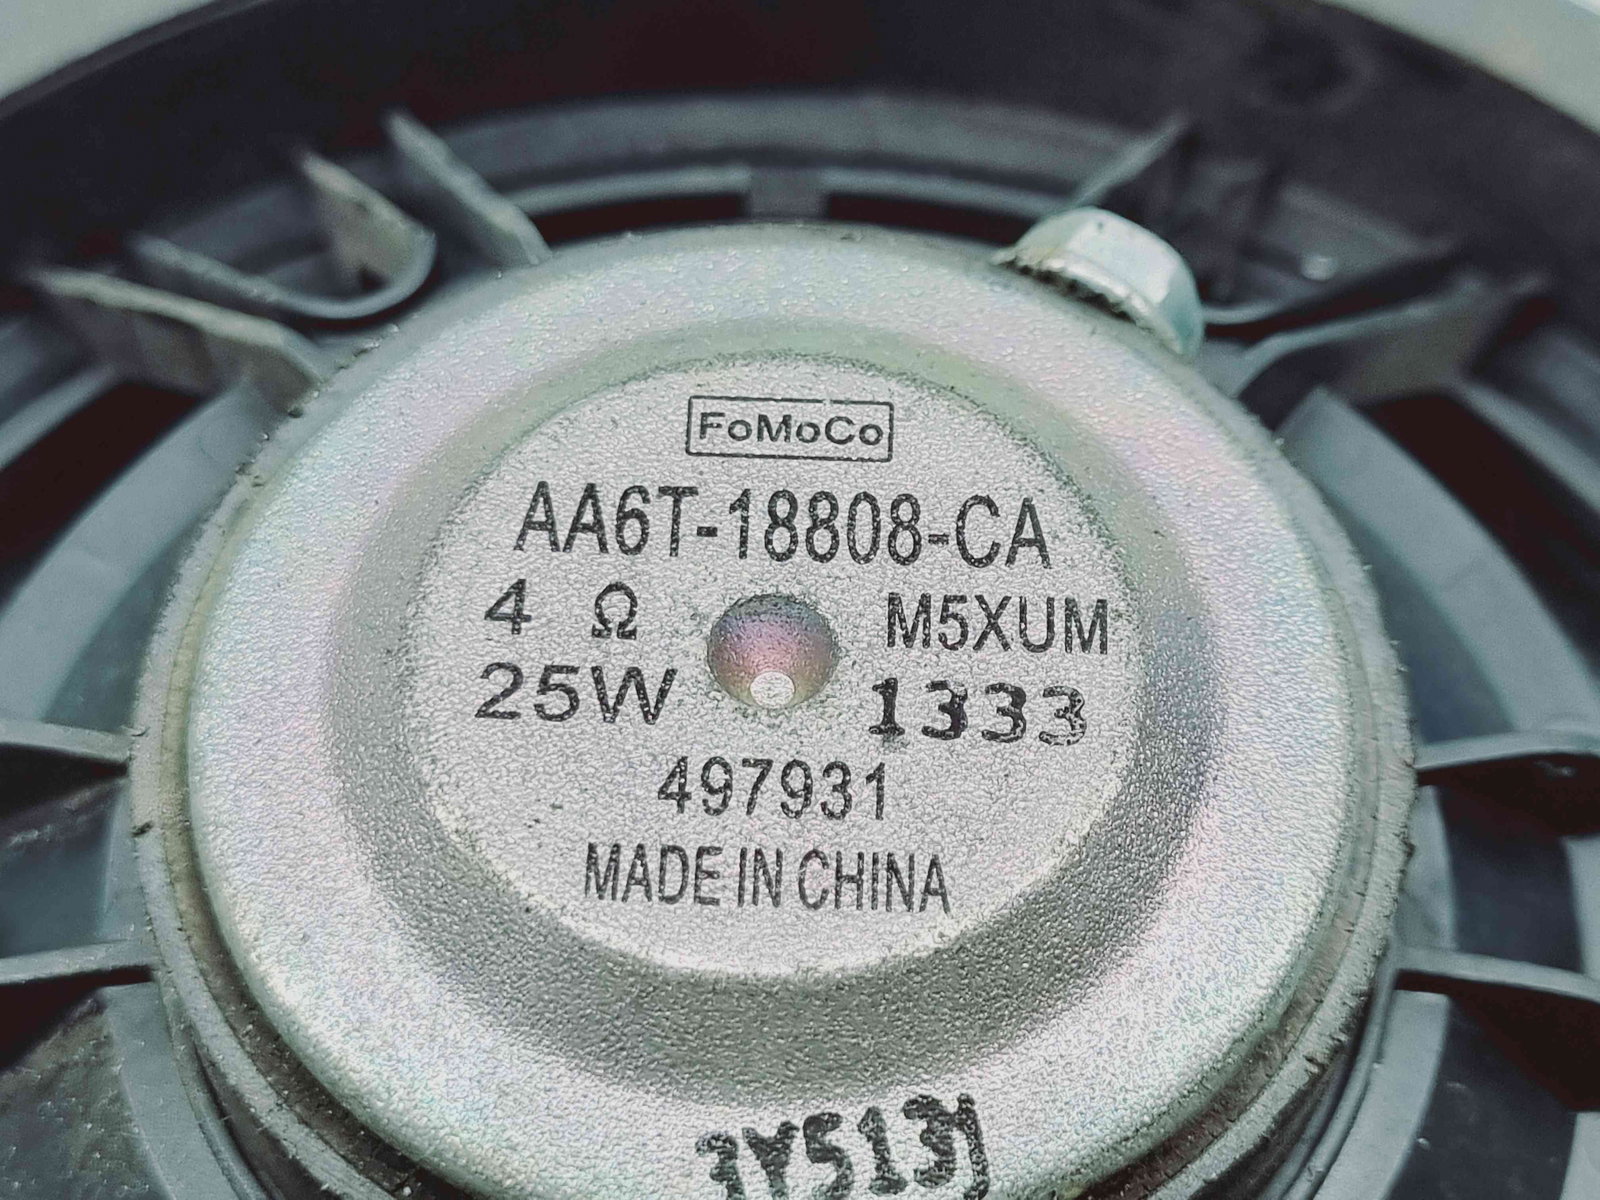 FoMoCo
AA6T-18808-CA
4 Ω M5XUM
25W 1333
497931
MADE IN CHINA